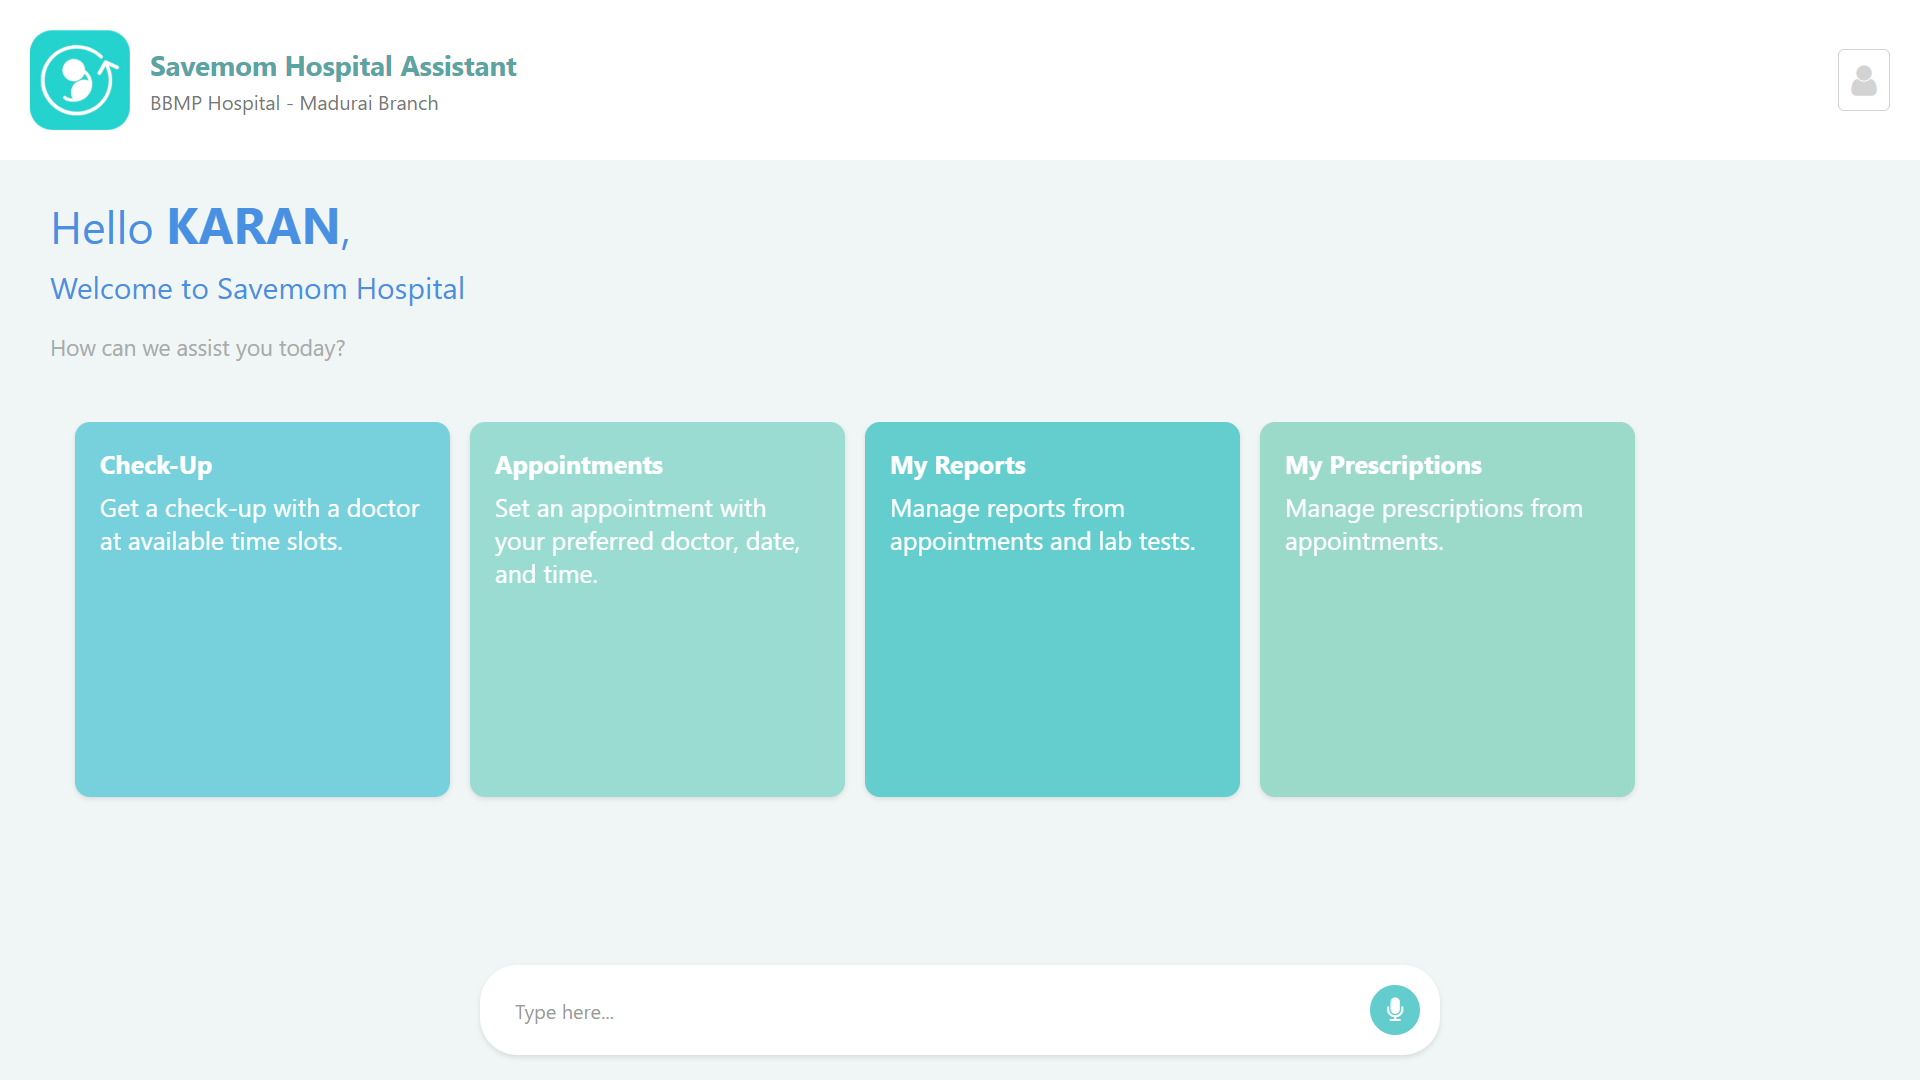 Savemom Hospital Assistant
BBMP Hospital - Madurai Branch
Hello KARAN,
Welcome to Savemom Hospital
How can we assist you today?
Check-Up
Get a check-up with a doctor
at available time slots.
Appointments
Set an appointment with
your preferred doctor, date,
and time.
My Reports
Manage reports from
appointments and lab tests.
My Prescriptions
Manage prescriptions from
appointments.
Type here...